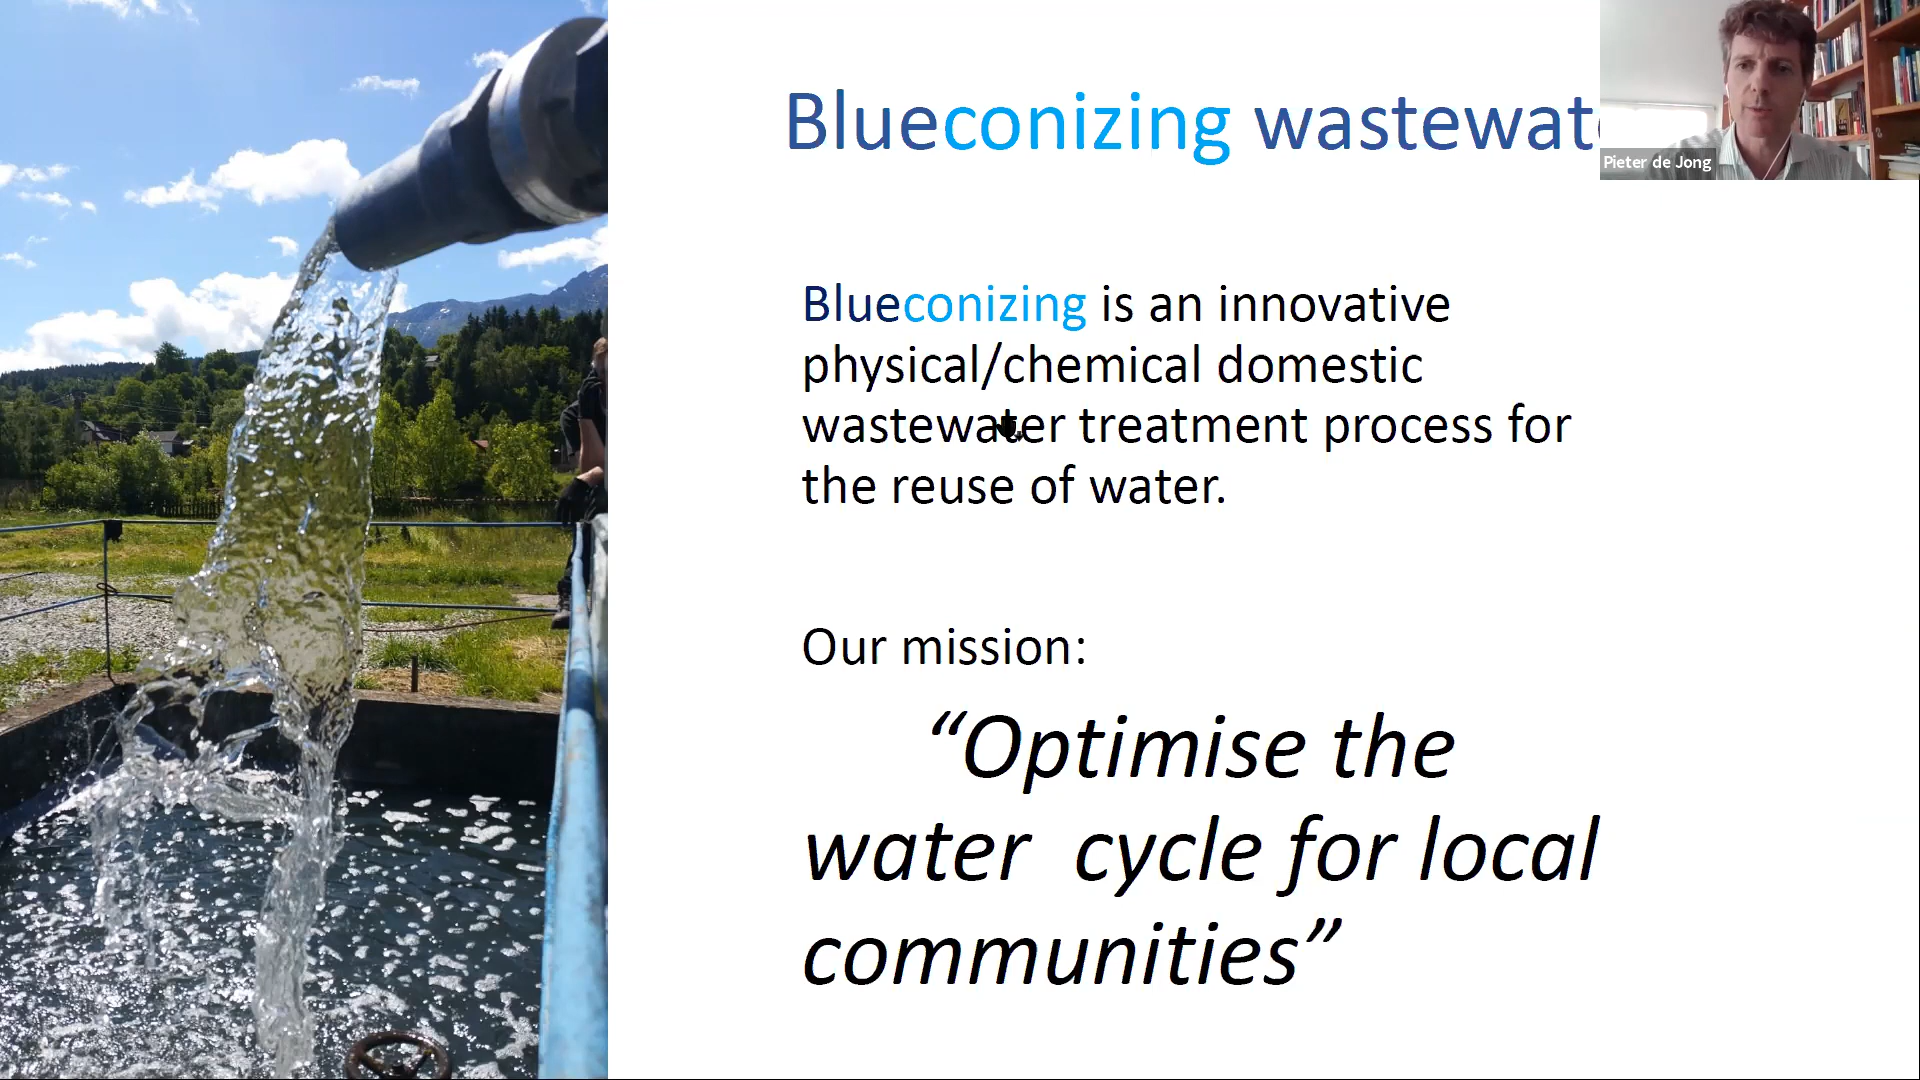 Blueconizing wastewat
Pieter de Jong
Blueconizing is an innovative
physical/chemical domestic
wastewater treatment process for
the reuse of water.
Our mission:
“Optimise the
water cycle for local
communities”